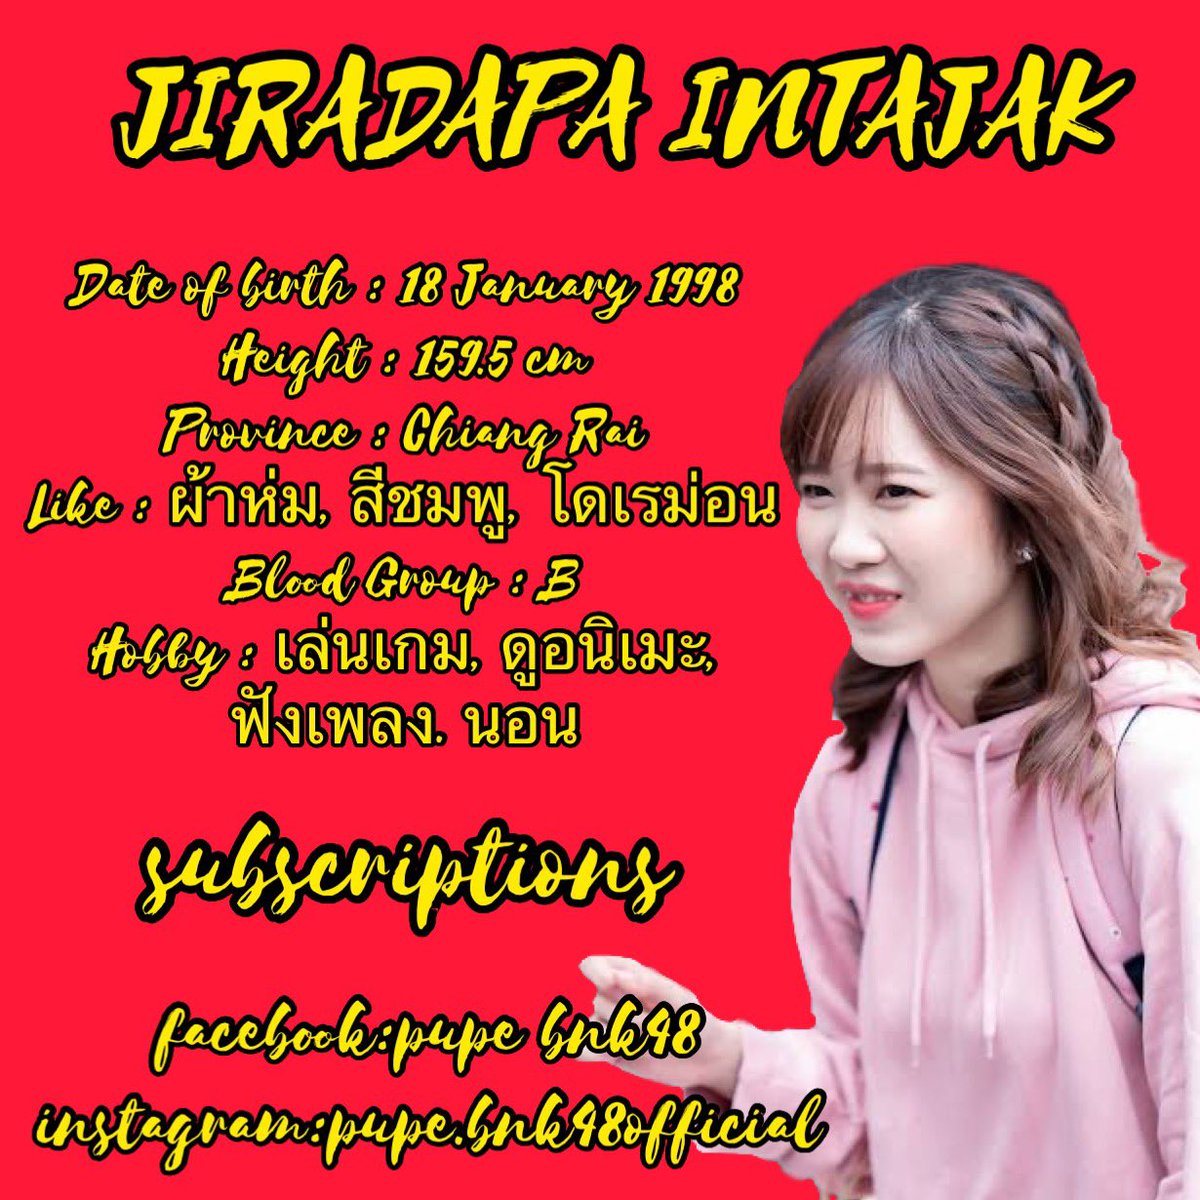 JIRADAPA INTAJAK
Date of birth : 18 January 1998
Height : 159.5 cm
Province : Chiang Rai
Like : ผ้าห่ม, สีชมพู, โดเรม่อน
Blood Group : B
Hobby : เล่นเกม, ดูอนิเมะ,
ฟังเพลง. นอน
subscriptions
facebook:pupe bnk48
instagram:pupe.bnk48official